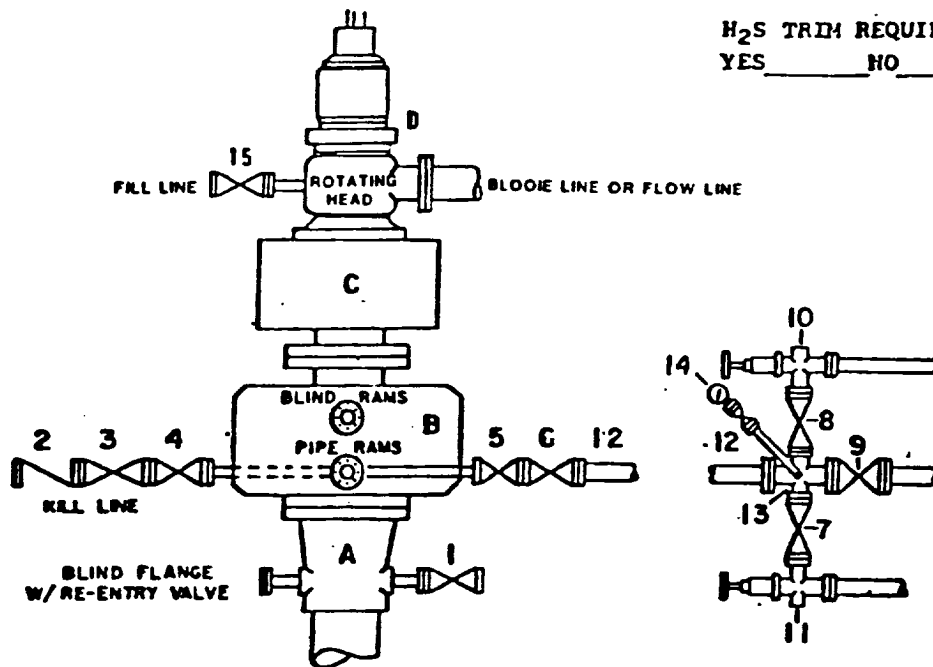 H₂S TRIM REQUI
YES________NO__
D
15
FILL LINE
ROTATING
HEAD
BLOOIE LINE OR FLOW LINE
C
10
14
BLIND RAMS
B
8
PIPE RAMS
2 3 4
5 6 12
12
9
KILL LINE
13
7
A
1
BLIND FLANGE
W/RE-ENTRY VALVE
11